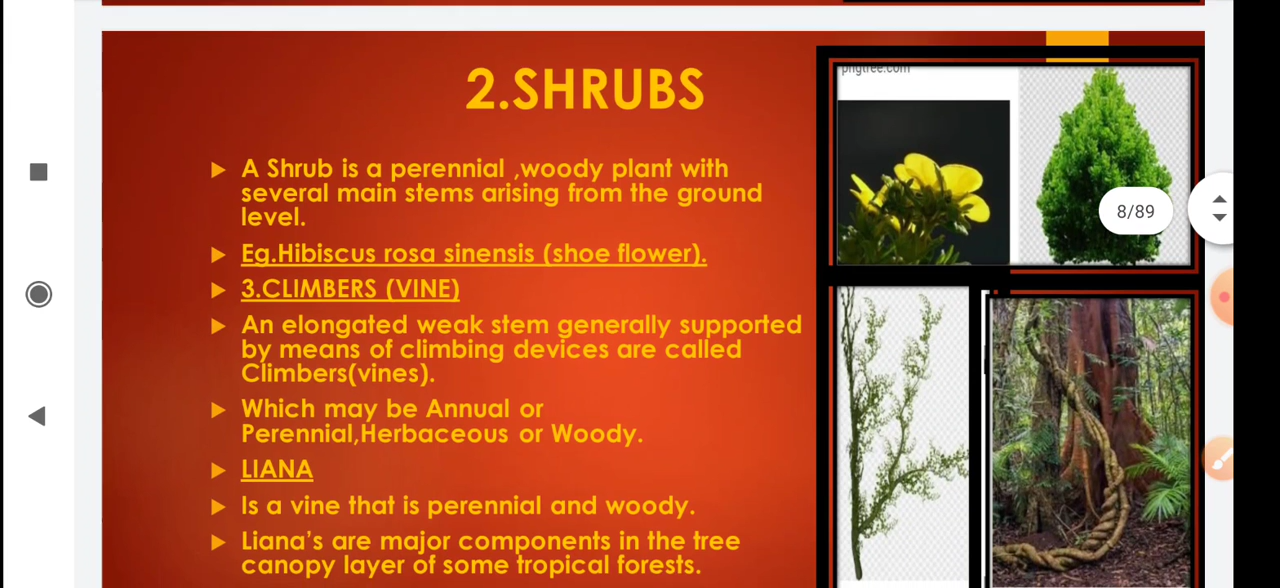 2.SHRUBS
pngtree.com
A Shrub is a perennial ,woody plant with
several main stems arising from the ground
level.
8/89
Eg.Hibiscus rosa sinensis (shoe flower).
3.CLIMBERS (VINE)
An elongated weak stem generally supported
by means of climbing devices are called
Climbers(vines).
Which may be Annual or
Perennial,Herbaceous or Woody.
LIANA
Is a vine that is perennial and woody.
Liana's are major components in the tree
canopy layer of some tropical forests.